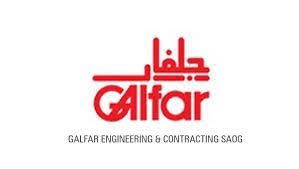 جلفار
Galfar
GALFAR ENGINEERING & CONTRACTING SAOG